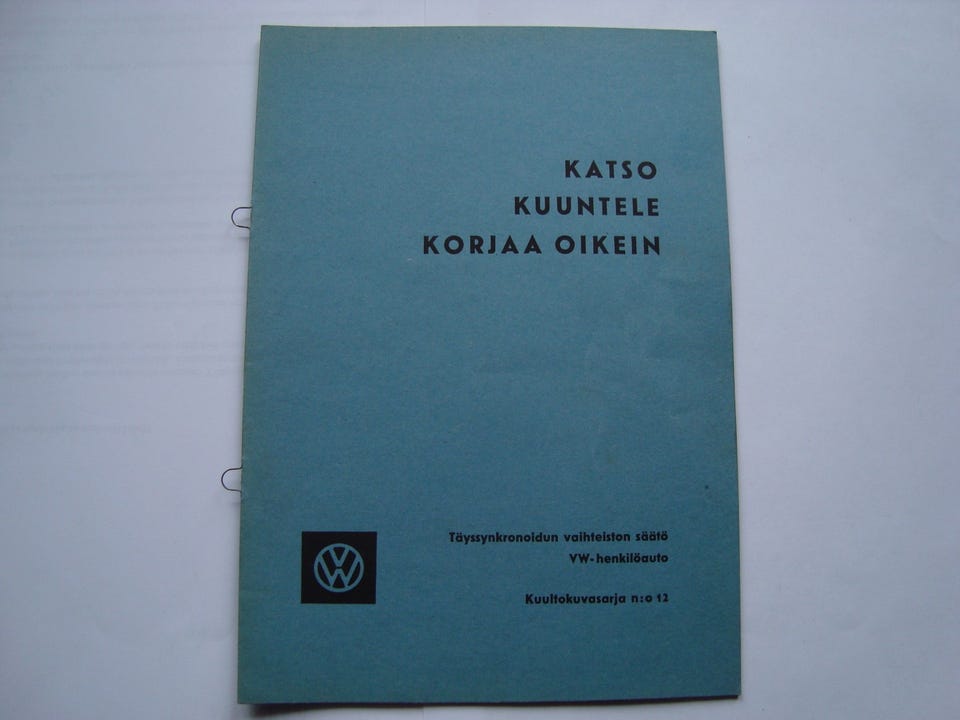 KATSO
KUUNTELE
KORJAA OIKEIN
Täyssynkronoidun vaihteiston säätö
VW-henkilöauto
Kuultokuvasarja n:o 12
VW